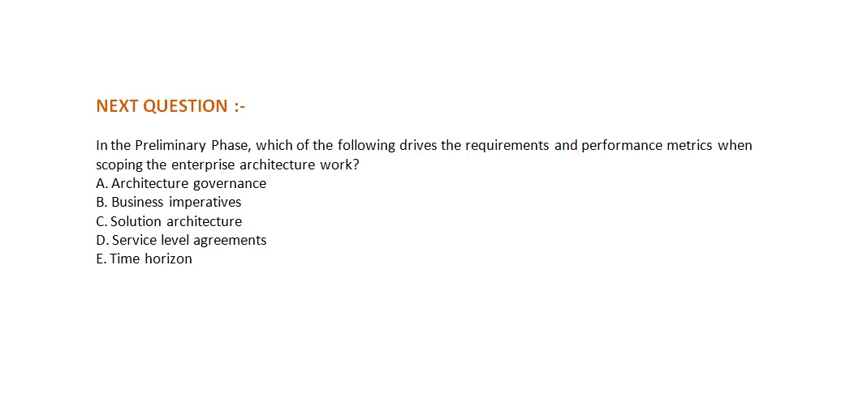 NEXT QUESTION :-
In the Preliminary Phase, which of the following drives the requirements and performance metrics when
scoping the enterprise architecture work?
A. Architecture governance
B. Business imperatives
C. Solution architecture
D. Service level agreements
E. Time horizon